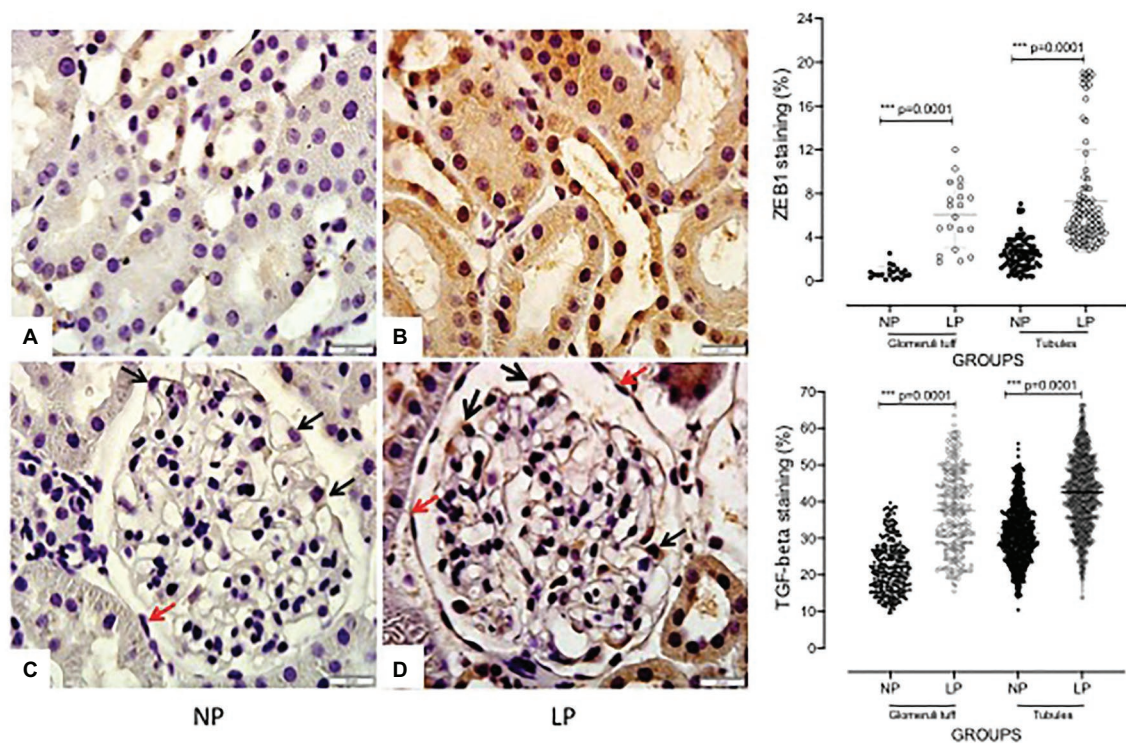 A
B
C
D
NP
LP
24
20
16
12
8
4
0
ZEB1 staining (%)
*** p=0.0001
*** p=0.0001
NP
LP
NP
LP
Glomeruli tuff
Tubules
GROUPS
70
60
50
40
30
20
10
0
TGF-beta staining (%)
*** p=0.0001
*** p=0.0001
NP
LP
NP
LP
Glomeruli tuff
Tubules
GROUPS